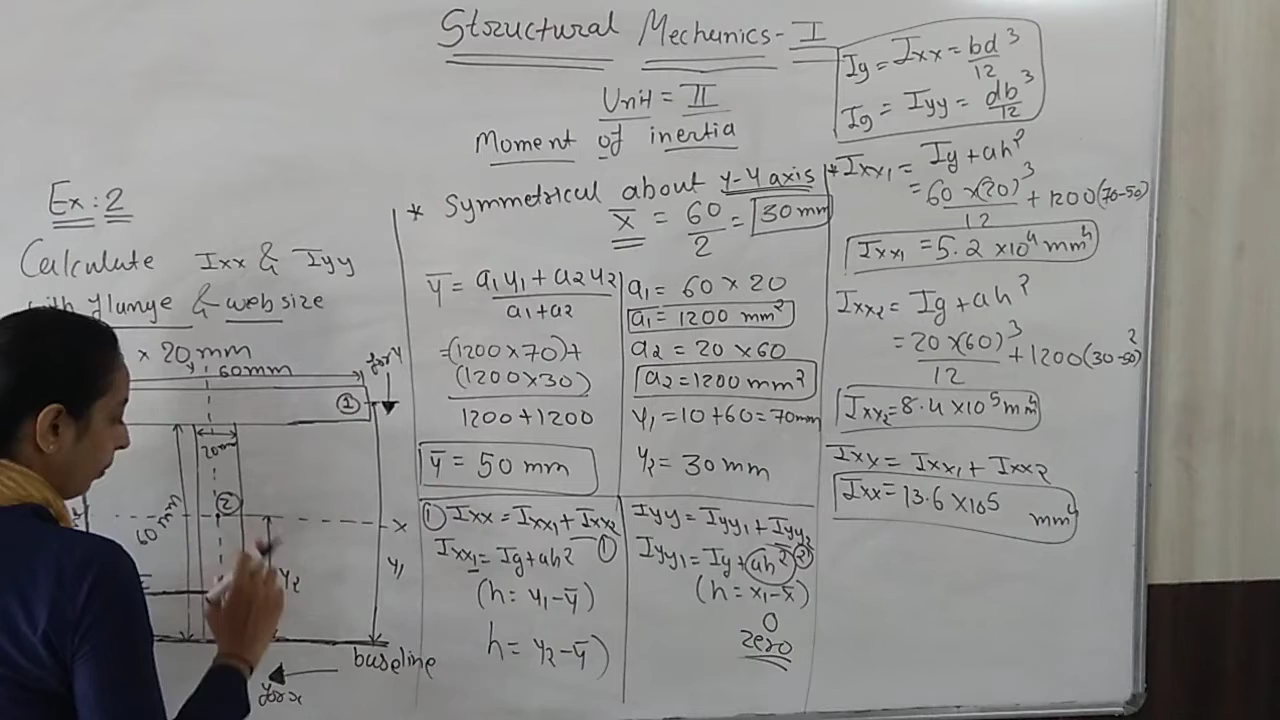 Structural Mechanics-I
Unit = II
Moment of inertia
Ex: 2
Calculate Ixx & Iyy
with flange & web size
x 20 mm
60mm
for Y
①
20mm
②
60 mm
x
y₁
y₂
baseline
for x
* Symmetrical about Y-Y axis
x̅ = 60/2 = 30 mm
y̅ = a₁y₁ + a₂y₂ / a₁+a₂
=(1200×70)+
(1200×30)
1200+1200
y̅ = 50 mm
a₁ = 60 × 20
a₁ = 1200 mm²
a₂ = 20 × 60
a₂ = 1200 mm²
y₁ = 10+60=70mm
y₂ = 30 mm
① Ixx = Ixx₁ + Ixx₂
Ixx₁ = Ig+ah² ①
(h= y₁-y̅)
h= y₂-y̅)
Iyy = Iyy₁ + Iyy₂
Iyy₁ = Ig+ah² ②
(h= x₁-x̅)
0
zero
Ig = Ixx = bd³/12
Ig = Iyy = db³/12
* Ixx₁ = Ig + ah²
= 60 ×(20)³/12 + 1200(70-50)
Ixx₁ = 5.2 ×10⁴ mm⁴
Ixx₂ = Ig+ah²
= 20×(60)³/12 + 1200(30-50)²
Ixx₂ = 8.4 ×10⁵ mm⁴
Ixx = Ixx₁ + Ixx₂
Ixx = 13.6 ×10⁵ mm⁴